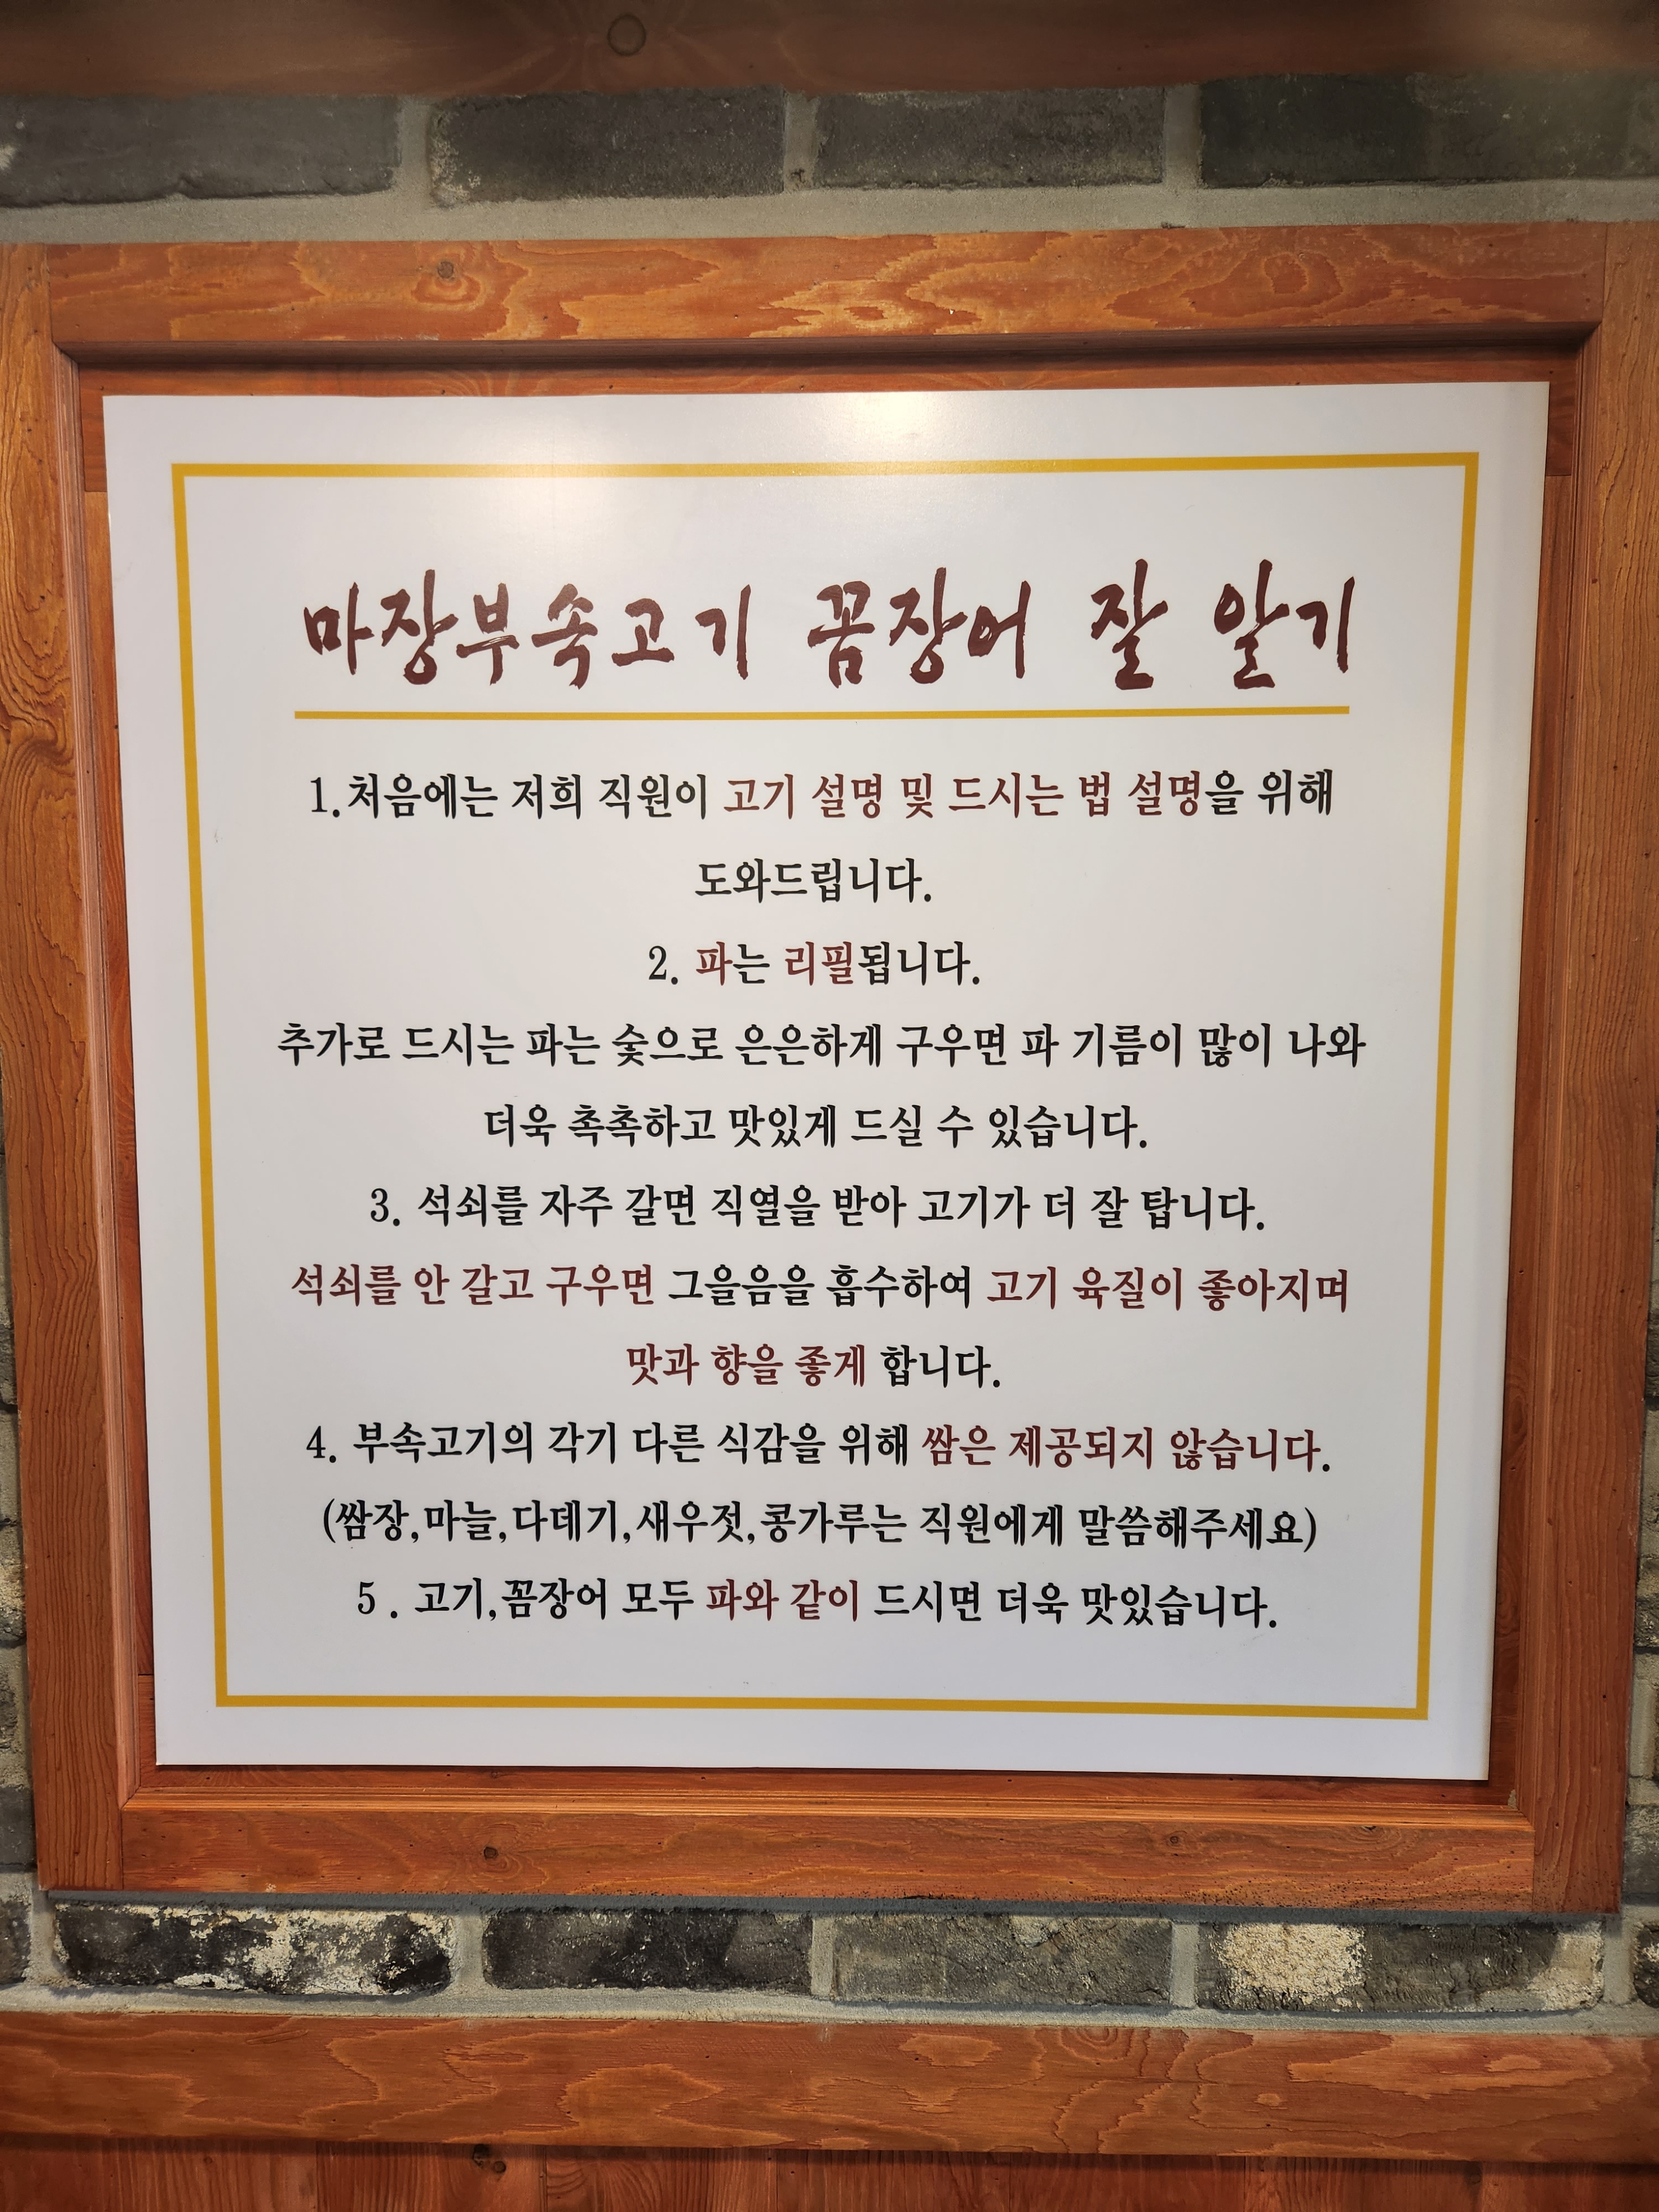 마장부속고기 꼼장어 잘 알기
1.처음에는 저희 직원이 고기 설명 및 드시는 법 설명을 위해
도와드립니다.
2. 파는 리필됩니다.
추가로 드시는 파는 숯으로 은은하게 구우면 파 기름이 많이 나와
더욱 촉촉하고 맛있게 드실 수 있습니다.
3. 석쇠를 자주 갈면 직열을 받아 고기가 더 잘 탑니다.
석쇠를 안 갈고 구우면 그을음을 흡수하여 고기 육질이 좋아지며
맛과 향을 좋게 합니다.
4. 부속고기의 각기 다른 식감을 위해 쌈은 제공되지 않습니다.
(쌈장,마늘,다데기,새우젓,콩가루는 직원에게 말씀해주세요)
5 . 고기,꼼장어 모두 파와 같이 드시면 더욱 맛있습니다.